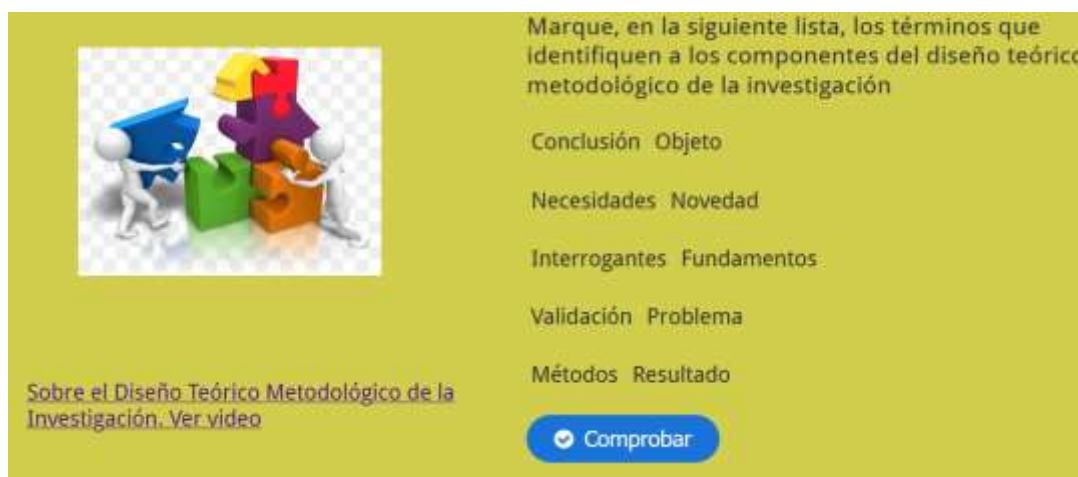 Marque, en la siguiente lista, los términos que
identifiquen a los componentes del diseño teórico
metodológico de la investigación
Conclusión Objeto
Necesidades Novedad
Interrogantes Fundamentos
Validación Problema
Métodos Resultado
Comprobar
Sobre el Diseño Teórico Metodológico de la
Investigación. Ver video